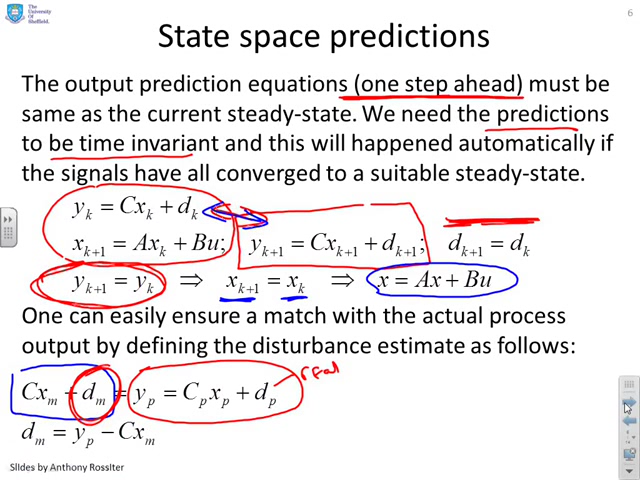 The University Of Sheffield.
6
State space predictions
The output prediction equations (one step ahead) must be
same as the current steady-state. We need the predictions
to be time invariant and this will happened automatically if
the signals have all converged to a suitable steady-state.
y_k = Cx_k + d_k
x_{k+1} = Ax_k + Bu; y_{k+1} = Cx_{k+1} + d_{k+1}; d_{k+1} = d_k
y_{k+1} = y_k ⇒ x_{k+1} = x_k ⇒ x = Ax + Bu
One can easily ensure a match with the actual process
output by defining the disturbance estimate as follows:
real
Cx_m + d_m = y_p = C_p x_p + d_p
d_m = y_p − Cx_m
Slides by Anthony Rossiter